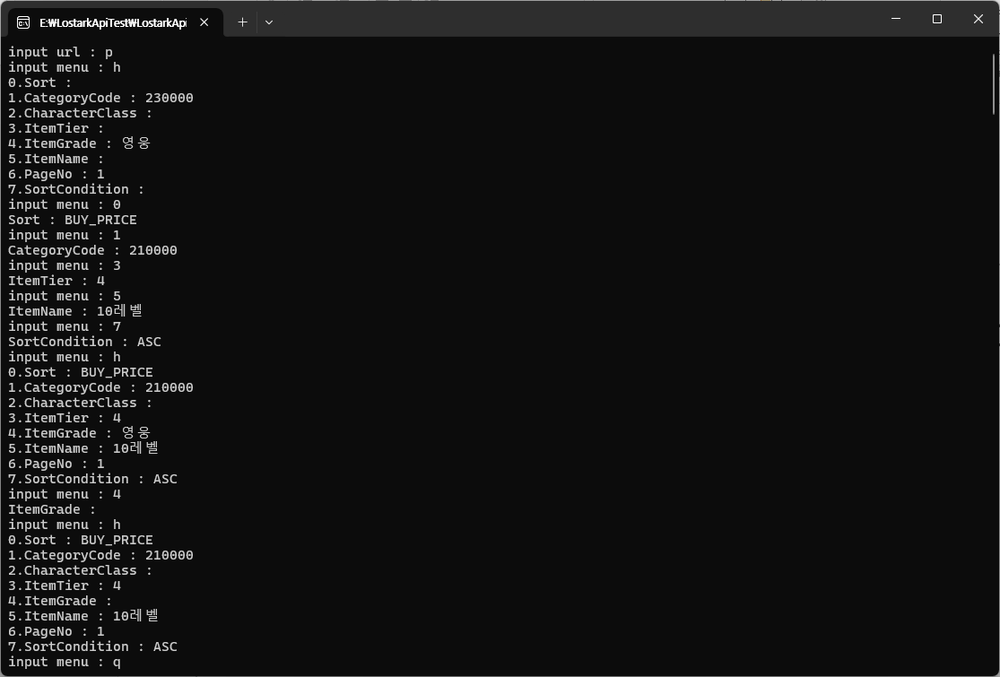 E:₩LostarkApiTest₩LostarkApi
input url : p
input menu : h
0.Sort :
1.CategoryCode : 230000
2.CharacterClass :
3.ItemTier :
4.ItemGrade : 영웅
5.ItemName :
6.PageNo : 1
7.SortCondition :
input menu : 0
Sort : BUY_PRICE
input menu : 1
CategoryCode : 210000
input menu : 3
ItemTier : 4
input menu : 5
ItemName : 10레벨
input menu : 7
SortCondition : ASC
input menu : h
0.Sort : BUY_PRICE
1.CategoryCode : 210000
2.CharacterClass :
3.ItemTier : 4
4.ItemGrade : 영웅
5.ItemName : 10레벨
6.PageNo : 1
7.SortCondition : ASC
input menu : 4
ItemGrade :
input menu : h
0.Sort : BUY_PRICE
1.CategoryCode : 210000
2.CharacterClass :
3.ItemTier : 4
4.ItemGrade :
5.ItemName : 10레벨
6.PageNo : 1
7.SortCondition : ASC
input menu : q